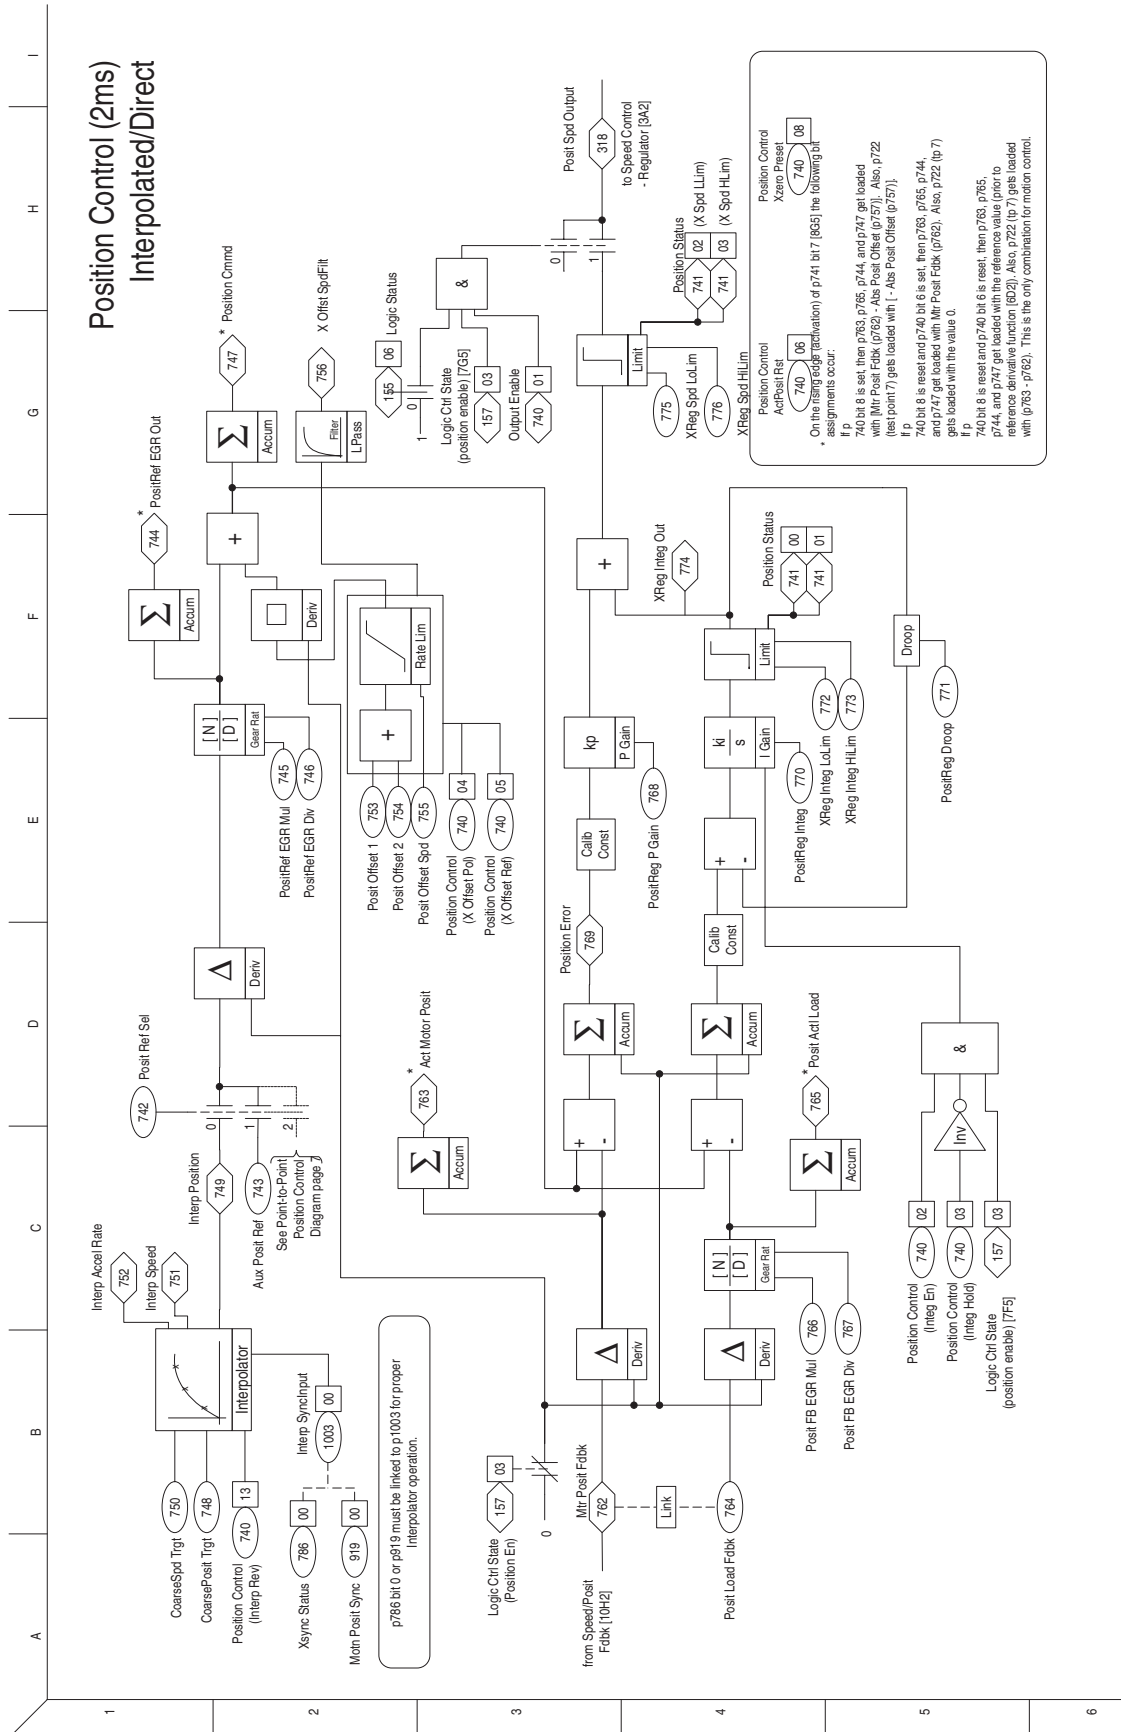 Position Control (2ms)
Interpolated/Direct
A
B
C
D
E
F
G
H
I
1
2
3
4
5
6
Interp Accel Rate
752
Interp Speed
751
CoarseSpd Trgt
750
CoarsePosit Trgt
748
Position Control
(Interp Rev)
740
13
Interpolator
Interp SyncInput
1003
00
Xsync Status
786
00
Motn Posit Sync
919
00
p786 bit 0 or p919 must be linked to p1003 for proper
Interpolator operation.
Interp Position
749
Posit Ref Sel
742
0
1
2
Aux Posit Ref
743
See Point-to-Point
Position Control
Diagram page 7
Δ
Deriv
[ N ]
[ D ]
Gear Rat
PositRef EGR Mul
745
PositRef EGR Div
746
Σ
Accum
744
* PositRef EGR Out
+
Deriv
Σ
Accum
747
* Position Cmmd
Filter
LPass
756
X Offst SpdFilt
Posit Offset 1
753
Posit Offset 2
754
Posit Offset Spd
755
+
Rate Lim
Position Control
(X Offset Pol)
740
04
Position Control
(X Offset Ref)
740
05
155
06
Logic Status
0
1
Logic Ctrl State
(position enable) [7G5]
157
03
Output Enable
740
01
&
0
1
Posit Spd Output
318
to Speed Control
- Regulator [3A2]
Logic Ctrl State
(Position En)
157
03
0
from Speed/Posit
Fdbk [10H2]
Mtr Posit Fdbk
762
Link
Posit Load Fdbk
764
Δ
Deriv
Δ
Deriv
Σ
Accum
763
* Act Motor Posit
[ N ]
[ D ]
Gear Rat
Posit FB EGR Mul
766
Posit FB EGR Div
767
Σ
Accum
765
* Posit Actl Load
+
-
+
-
Σ
Accum
Σ
Accum
Position Error
769
Calib
Const
Calib
Const
kp
P Gain
PositReg P Gain
768
+
-
ki
s
I Gain
PositReg Integ
770
Limit
XReg Integ LoLim
772
XReg Integ HiLim
773
XReg Integ Out
774
Position Status
741
00
741
01
Droop
PositReg Droop
771
+
Limit
775
XReg Spd LoLim
776
XReg Spd HiLim
Position Status
741
02
(X Spd LLim)
741
03
(X Spd HLim)
Position Control
(Integ En)
740
02
Position Control
(Integ Hold)
740
03
Logic Ctrl State
(position enable) [7F5]
157
03
Inv
&
Position Control
ActPosit Rst
740
06
Position Control
Xzero Preset
740
08
* On the rising edge (activation) of p741 bit 7 [8G5] the following bit
assignments occur:
If p
740 bit 8 is set, then p763, p765, p744, and p747 get loaded
with [Mtr Posit Fdbk (p762) - Abs Posit Offset (p757)]. Also, p722
(test point 7) gets loaded with [ - Abs Posit Offset (p757)].
If p
740 bit 8 is reset and p740 bit 6 is set, then p763, p765, p744,
and p747 get loaded with Mtr Posit Fdbk (p762). Also, p722 (tp 7)
gets loaded with the value 0.
If p
740 bit 8 is reset and p740 bit 6 is reset, then p763, p765,
p744, and p747 get loaded with the reference value (prior to
reference derivative function [6D2]). Also, p722 (tp 7) gets loaded
with (p763 - p762). This is the only combination for motion control.